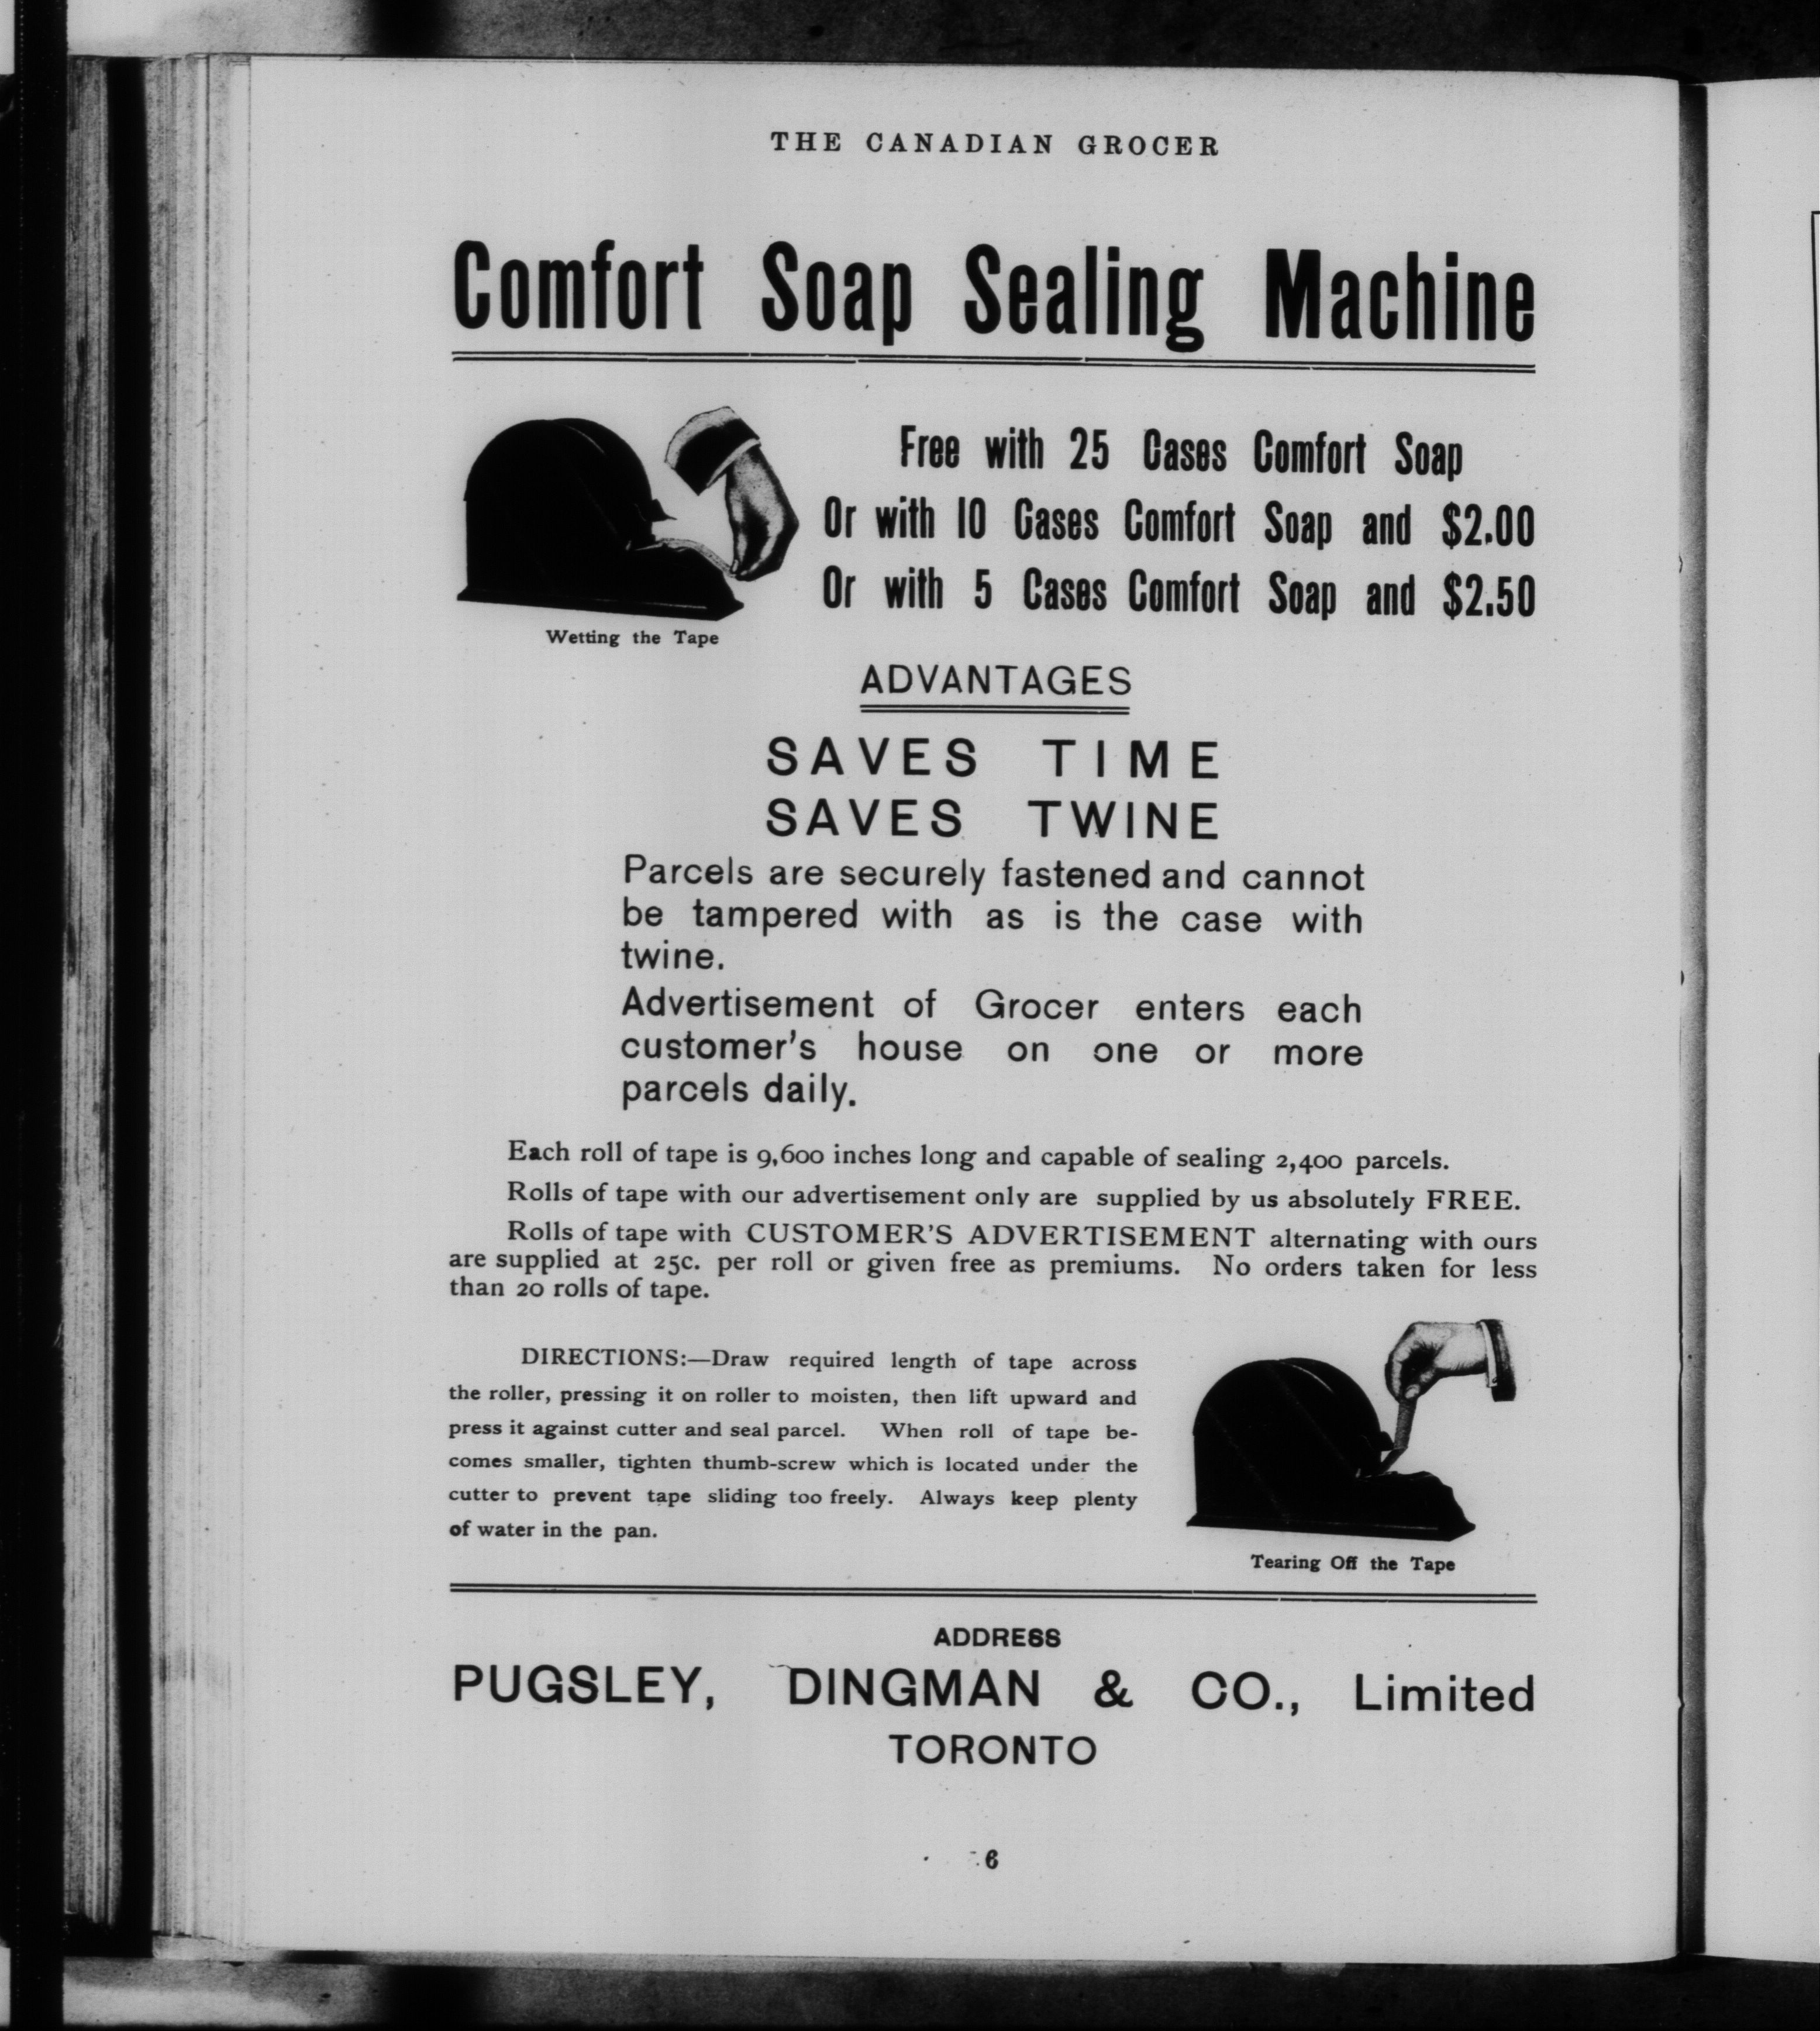 THE CANADIAN GROCER
Comfort Soap Sealing Machine
Free with 25 Cases Comfort Soap
Or with 10 Cases Comfort Soap and $2.00
Or with 5 Cases Comfort Soap and $2.50
Wetting the Tape
ADVANTAGES
SAVES TIME
SAVES TWINE
Parcels are securely fastened and cannot
be tampered with as is the case with
twine.
Advertisement of Grocer enters each
customer's house on one or more
parcels daily.
Each roll of tape is 9,600 inches long and capable of sealing 2,400 parcels.
Rolls of tape with our advertisement only are supplied by us absolutely FREE.
Rolls of tape with CUSTOMER'S ADVERTISEMENT alternating with ours
are supplied at 25c. per roll or given free as premiums. No orders taken for less
than 20 rolls of tape.
DIRECTIONS:—Draw required length of tape across
the roller, pressing it on roller to moisten, then lift upward and
press it against cutter and seal parcel. When roll of tape be-
comes smaller, tighten thumb-screw which is located under the
cutter to prevent tape sliding too freely. Always keep plenty
of water in the pan.
Tearing Off the Tape
ADDRESS
PUGSLEY, DINGMAN & CO., Limited
TORONTO
6